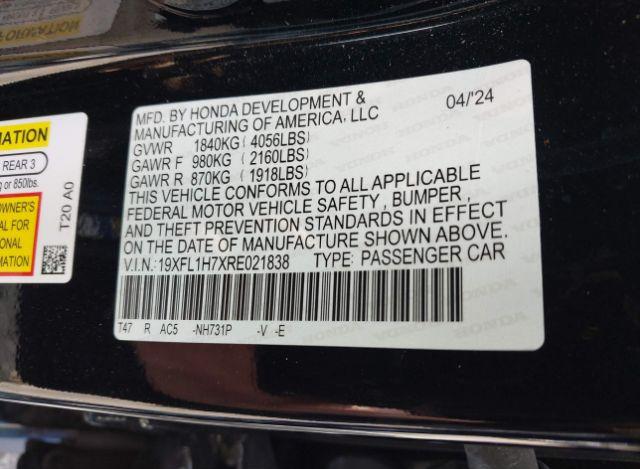 MFD. BY HONDA DEVELOPMENT & 04/'24
MANUFACTURING OF AMERICA, LLC
GVWR 1840KG( 4056LBS)
GAWR F 980KG ( 2160LBS)
GAWR R 870KG ( 1918LBS)
THIS VEHICLE CONFORMS TO ALL APPLICABLE
FEDERAL MOTOR VEHICLE SAFETY, BUMPER,
AND THEFT PREVENTION STANDARDS IN EFFECT
ON THE DATE OF MANUFACTURE SHOWN ABOVE.
V.I.N.: 19XFL1H7XRE021838 TYPE: PASSENGER CAR
T47 R AC5 -NH731P -V -E
MATION
REAR 3
g or 850lbs.
OWNER'S
AL FOR
ONAL
MATION
T20 A0